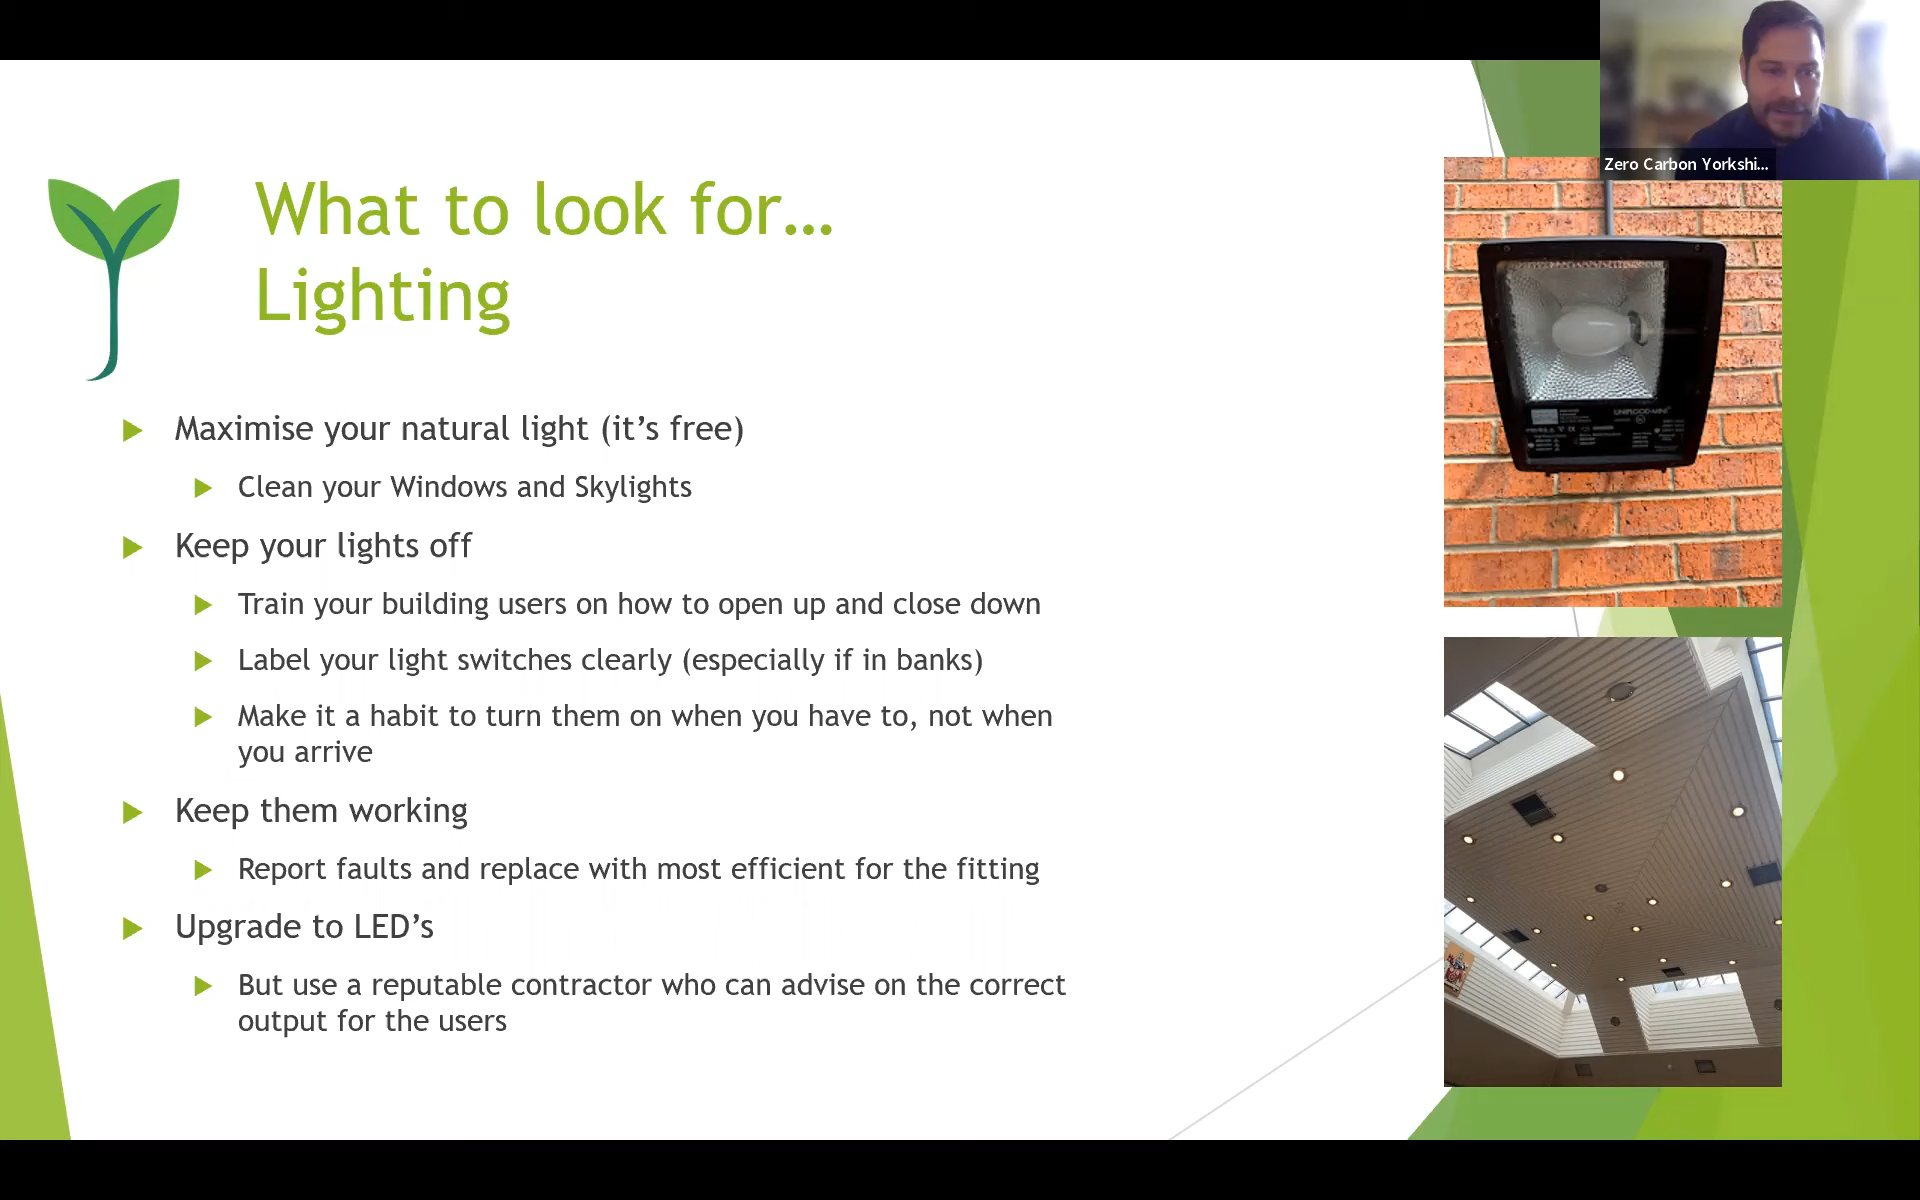 Zero Carbon Yorkshi...
What to look for...
Lighting
Maximise your natural light (it's free)
Clean your Windows and Skylights
Keep your lights off
Train your building users on how to open up and close down
Label your light switches clearly (especially if in banks)
Make it a habit to turn them on when you have to, not when
you arrive
Keep them working
Report faults and replace with most efficient for the fitting
Upgrade to LED's
But use a reputable contractor who can advise on the correct
output for the users
UNIFLOOD-MINI